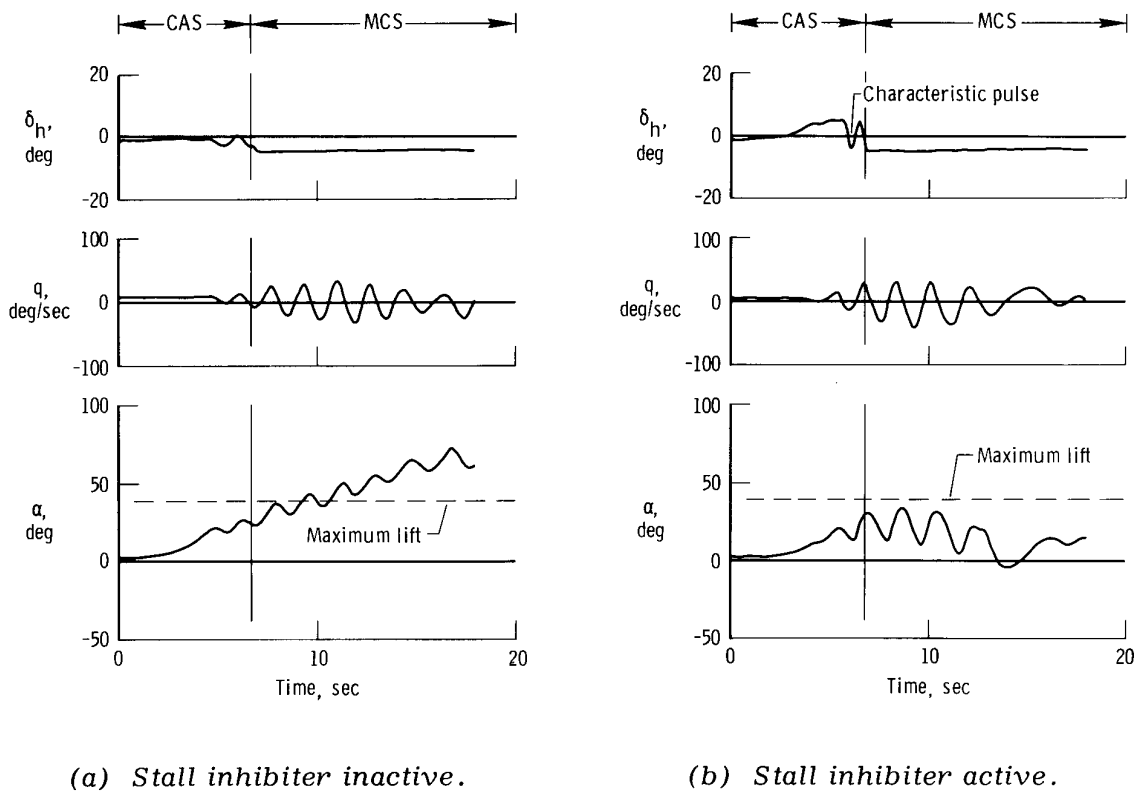 CAS MCS
20
δh,
deg
0
-20
100
q,
deg/sec
0
-100
100
50
α,
deg
Maximum lift
0
-50
0 10 20
Time, sec
(a) Stall inhibiter inactive.
CAS MCS
20
Characteristic pulse
δh,
deg
0
-20
100
q,
deg/sec
0
-100
100
Maximum lift
50
α,
deg
0
-50
0 10 20
Time, sec
(b) Stall inhibiter active.